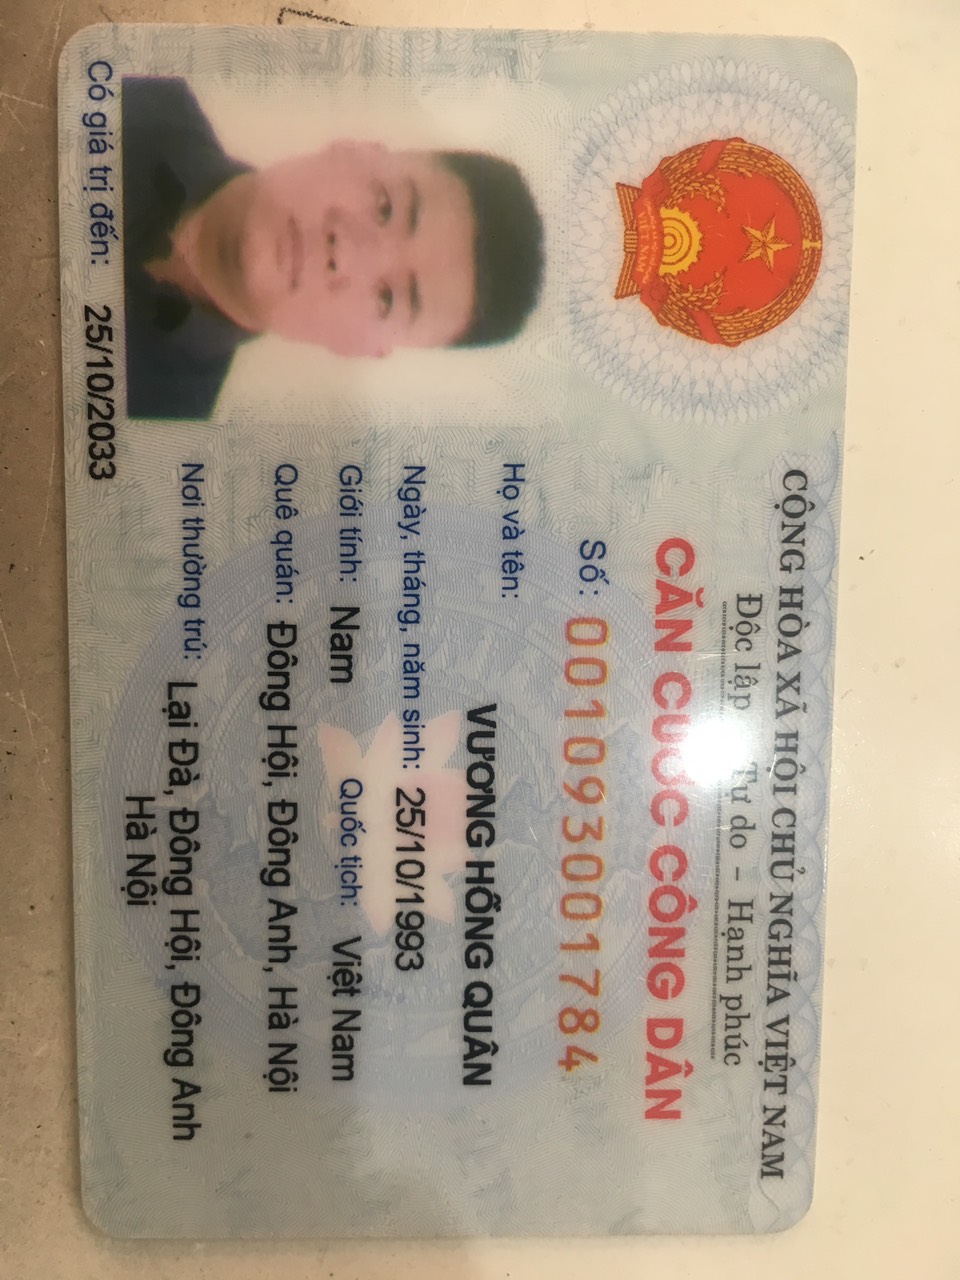 CỘNG HÒA XÃ HỘI CHỦ NGHĨA VIỆT NAM
Độc lập Tự do - Hạnh phúc
CĂN CƯỚC CÔNG DÂN
Số: 001093001784
Họ và tên:
VƯƠNG HỒNG QUÂN
Ngày, tháng, năm sinh: 25/10/1993
Giới tính: Nam Quốc tịch: Việt Nam
Quê quán: Đông Hội, Đông Anh, Hà Nội
Nơi thường trú: Lại Đà, Đông Hội, Đông Anh
Hà Nội
Có giá trị đến: 25/10/2033
VIỆT NAM